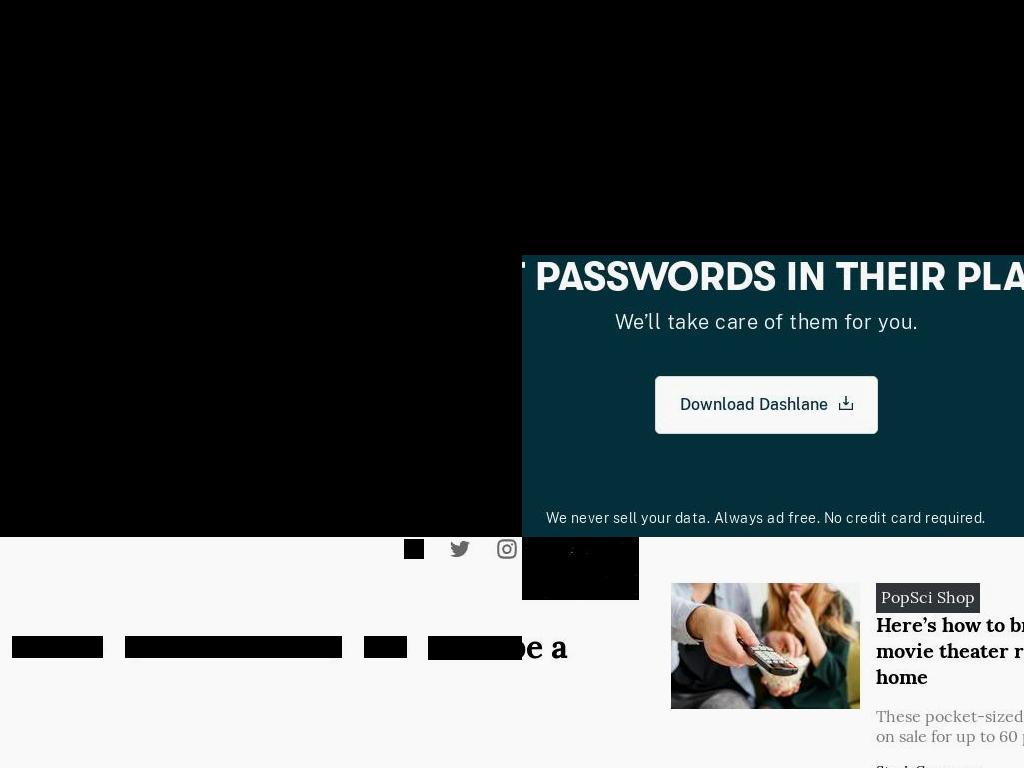 PASSWORDS IN THEIR
We'll take care of them for you.
Download Dashlane
We never sell your data. Always ad free. No credit card required.
be a
PopSci Shop
Here's how to
movie theater
home
These pocket-sized
on sale for up to 60